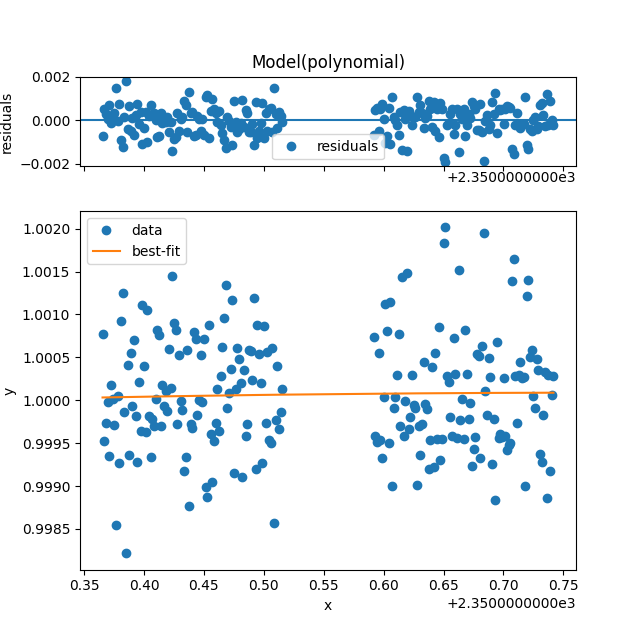 Model(polynomial)
0.002
0.000
−0.002
residuals
residuals
+2.3500000000e3
1.0020
1.0015
1.0010
1.0005
1.0000
0.9995
0.9990
0.9985
y
data
best-fit
0.35 0.40 0.45 0.50 0.55 0.60 0.65 0.70 0.75
x
+2.3500000000e3